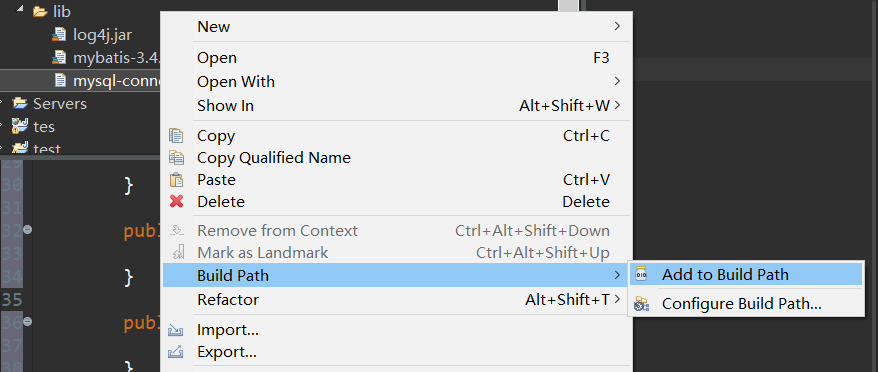 lib
log4j.jar
mybatis-3.4.
mysql-conne
Servers
tes
test
New
Open F3
Open With
Show In Alt+Shift+W
Copy Ctrl+C
Copy Qualified Name
Paste Ctrl+V
Delete Delete
Remove from Context Ctrl+Alt+Shift+Down
Mark as Landmark Ctrl+Alt+Shift+Up
Build Path
Refactor Alt+Shift+T
Import...
Export...
Add to Build Path
Configure Build Path...
29
30 }
31
32 publ
33
34 }
35
36 publ
37
38 }